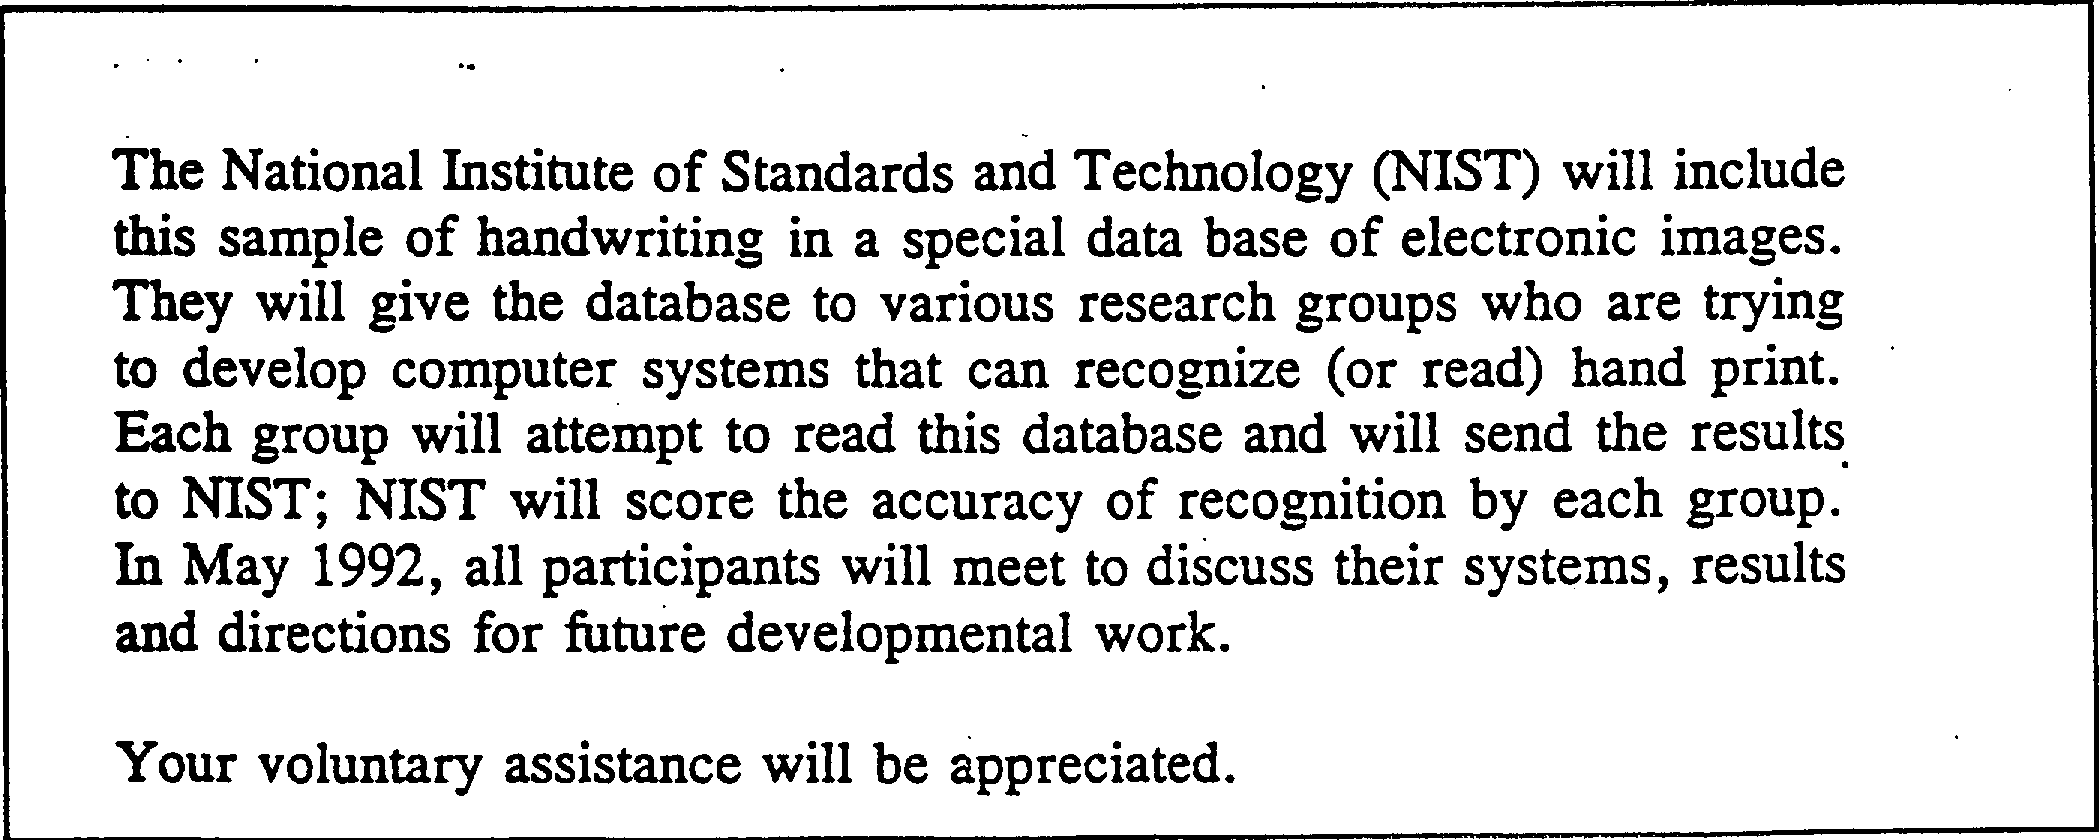 The National Institute of Standards and Technology (NIST) will include
this sample of handwriting in a special data base of electronic images.
They will give the database to various research groups who are trying
to develop computer systems that can recognize (or read) hand print.
Each group will attempt to read this database and will send the results
to NIST; NIST will score the accuracy of recognition by each group.
In May 1992, all participants will meet to discuss their systems, results
and directions for future developmental work.
Your voluntary assistance will be appreciated.